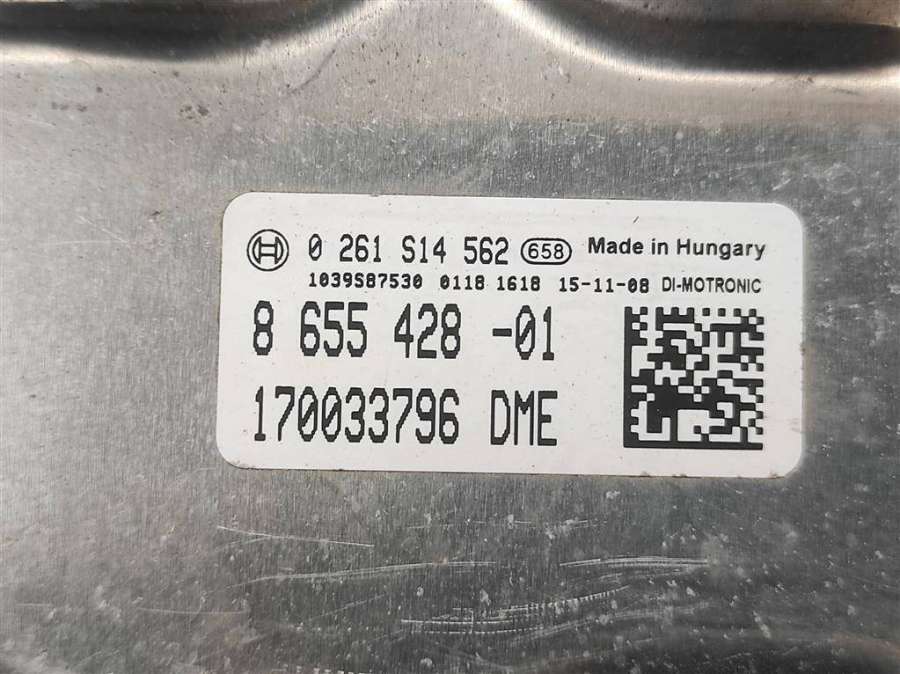 0 261 S14 562 658 Made in Hungary
1039S87530 0118 1618 15-11-08 DI-MOTRONIC
8 655 428 -01
170033796 DME